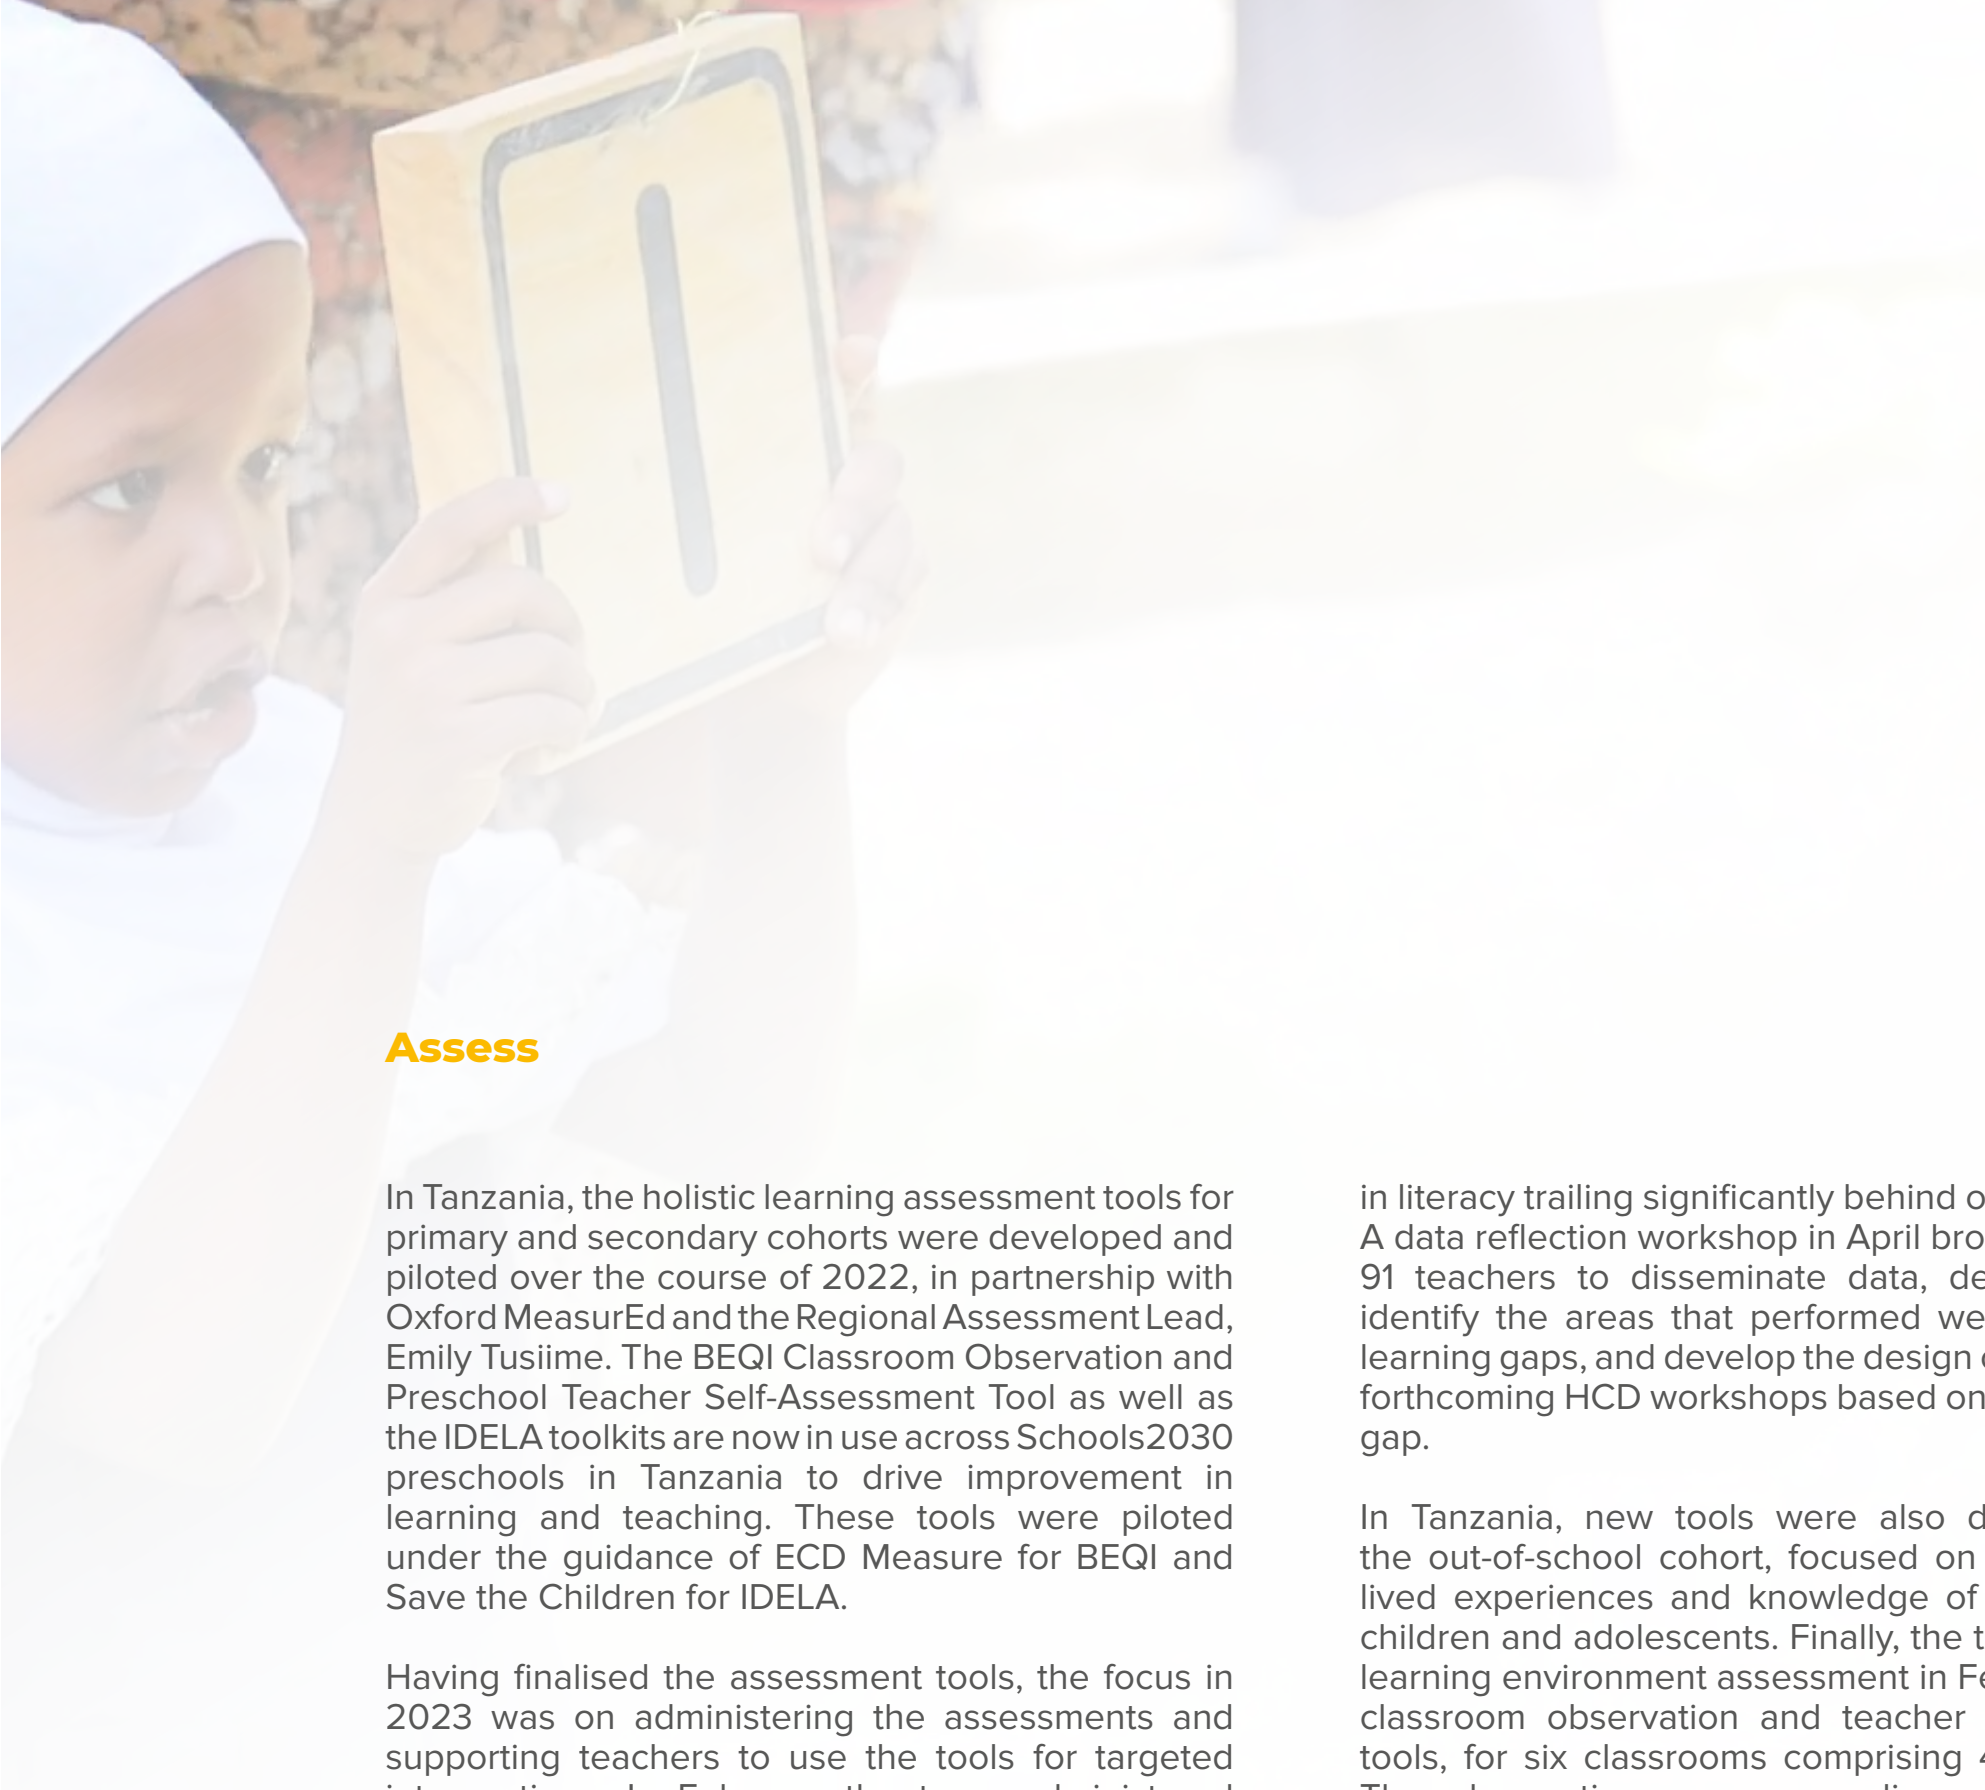 Assess
In Tanzania, the holistic learning assessment tools for
primary and secondary cohorts were developed and
piloted over the course of 2022, in partnership with
Oxford MeasurEd and the Regional Assessment Lead,
Emily Tusiime. The BEQI Classroom Observation and
Preschool Teacher Self-Assessment Tool as well as
the IDELA toolkits are now in use across Schools2030
preschools in Tanzania to drive improvement in
learning and teaching. These tools were piloted
under the guidance of ECD Measure for BEQI and
Save the Children for IDELA.
Having finalised the assessment tools, the focus in
2023 was on administering the assessments and
supporting teachers to use the tools for targeted
in literacy trailing significantly behind
A data reflection workshop in April
91 teachers to disseminate data,
identify the areas that performed
learning gaps, and develop the design
forthcoming HCD workshops based on
gap.
In Tanzania, new tools were also
the out-of-school cohort, focused on
lived experiences and knowledge of
children and adolescents. Finally, the
learning environment assessment in
classroom observation and teacher
tools, for six classrooms comprising